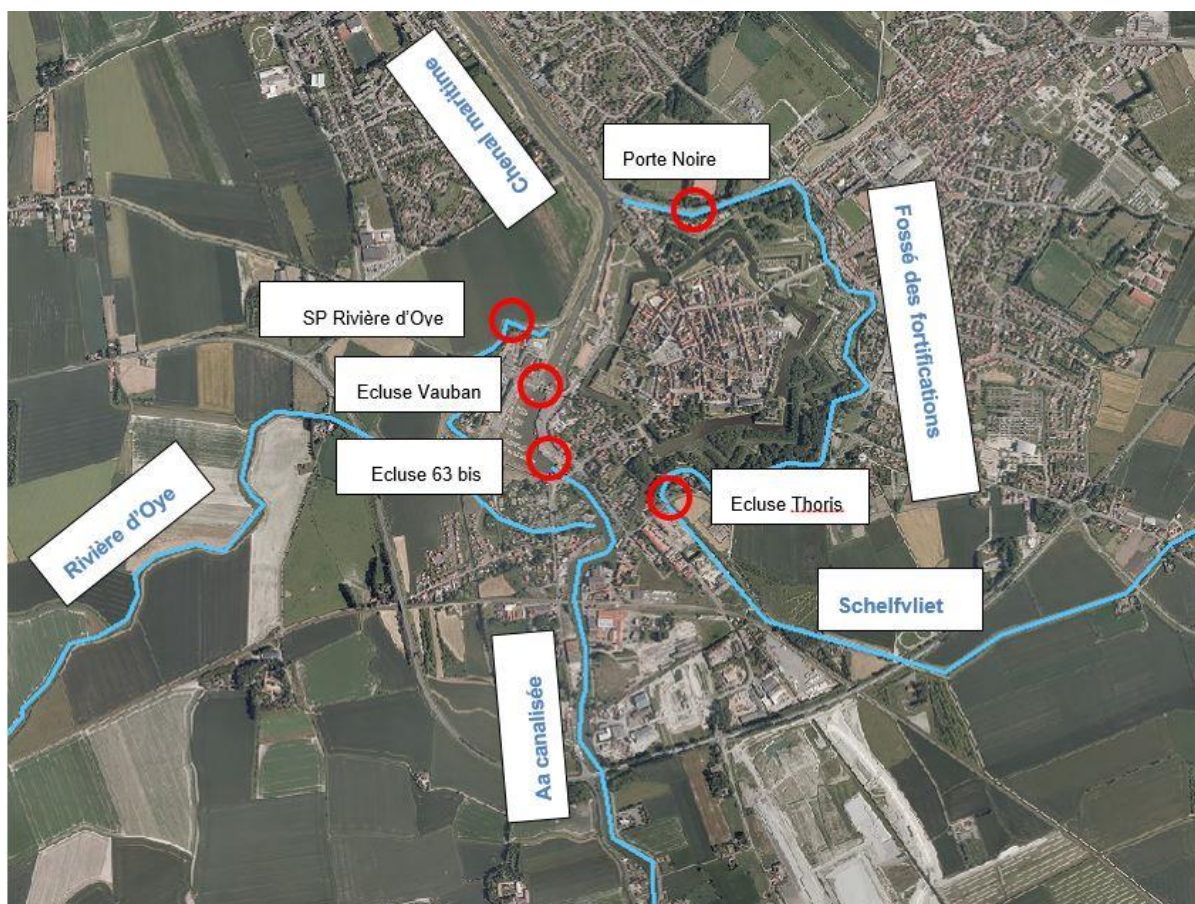 Chenal maritime
Porte Noire
Fossé des fortifications
SP Rivière d'Oye
Ecluse Vauban
Ecluse 63 bis
Ecluse Thoris
Rivière d'Oye
Schelfvliet
Aa canalisée